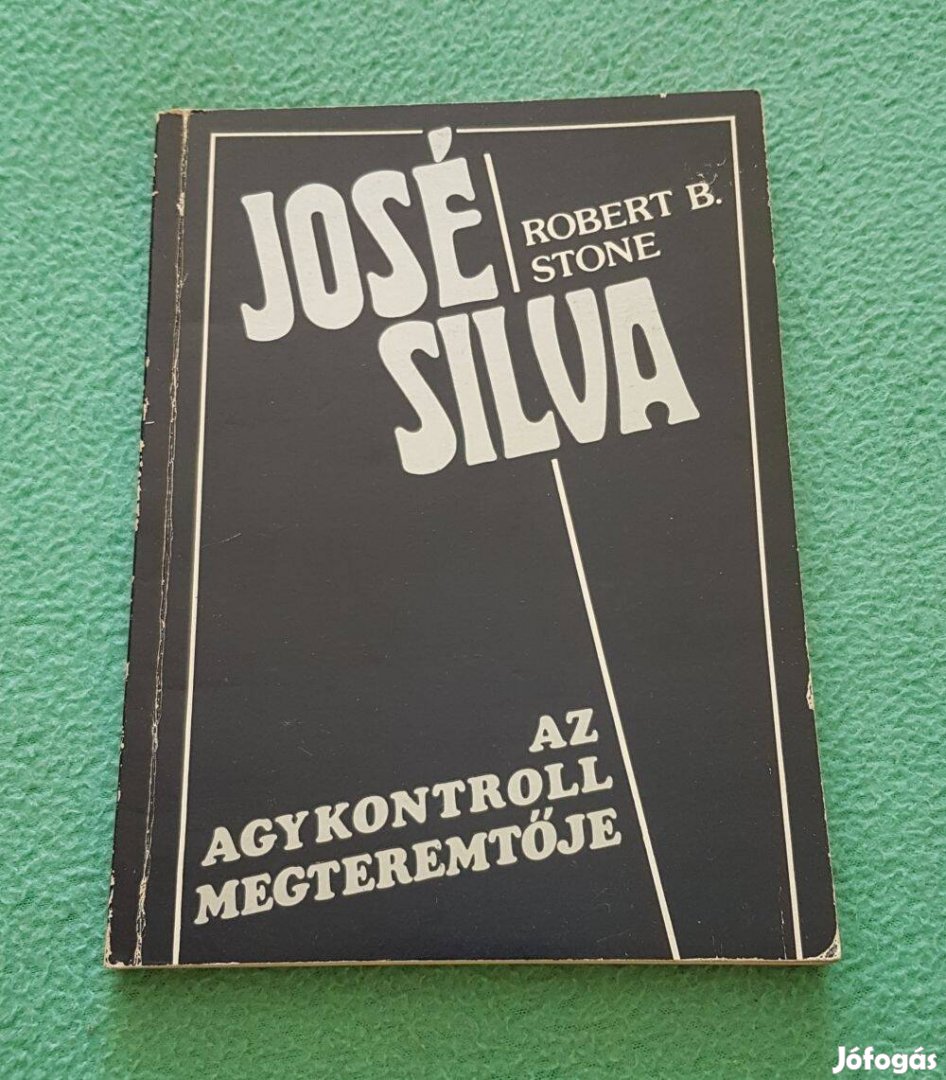 JOSÉ
ROBERT B.
STONE
SILVA
AZ
AGYKONTROLL
MEGTEREMTŐJE
Jófogás